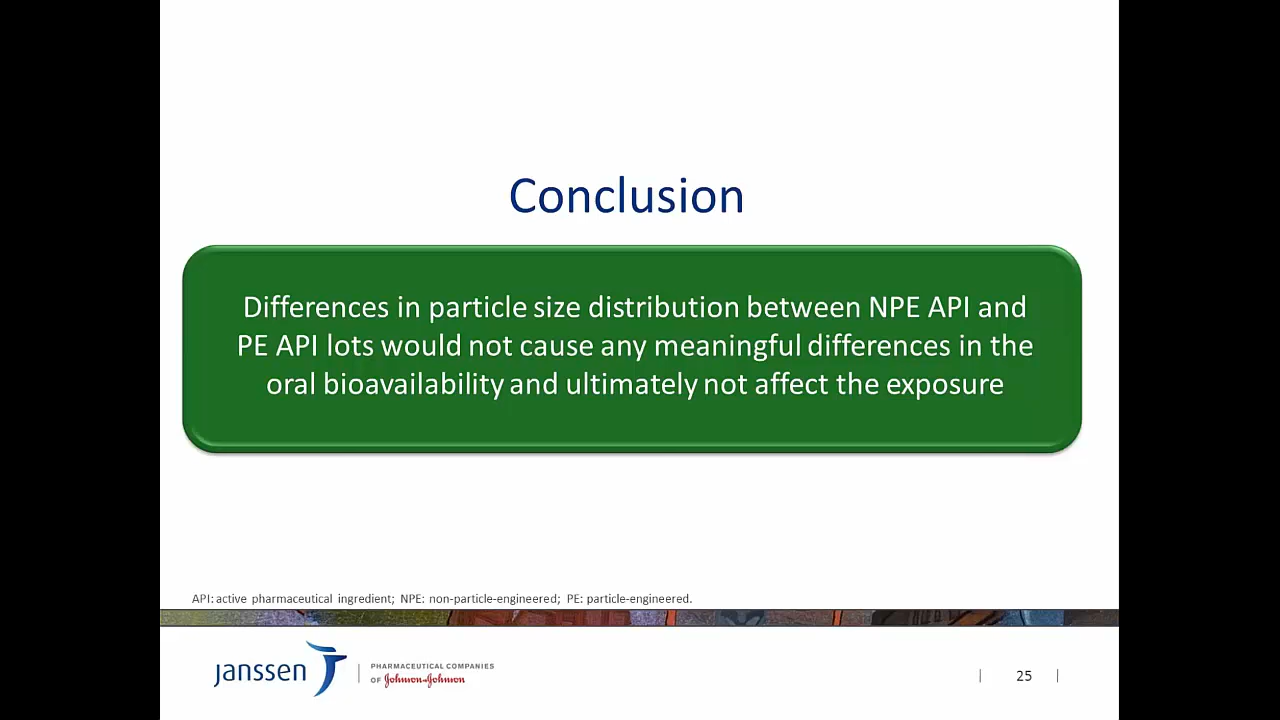 Conclusion
Differences in particle size distribution between NPE API and
PE API lots would not cause any meaningful differences in the
oral bioavailability and ultimately not affect the exposure
API: active pharmaceutical ingredient; NPE: non-particle-engineered; PE: particle-engineered.
janssen
PHARMACEUTICAL COMPANIES
OF Johnson & Johnson
| 25 |